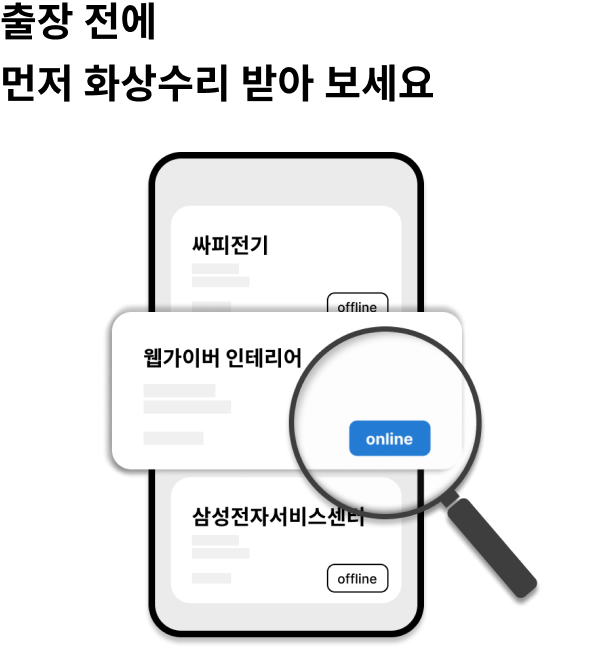 출장 전에
먼저 화상수리 받아 보세요
싸피전기
offline
웹가이버 인테리어
online
삼성전자서비스센터
offline